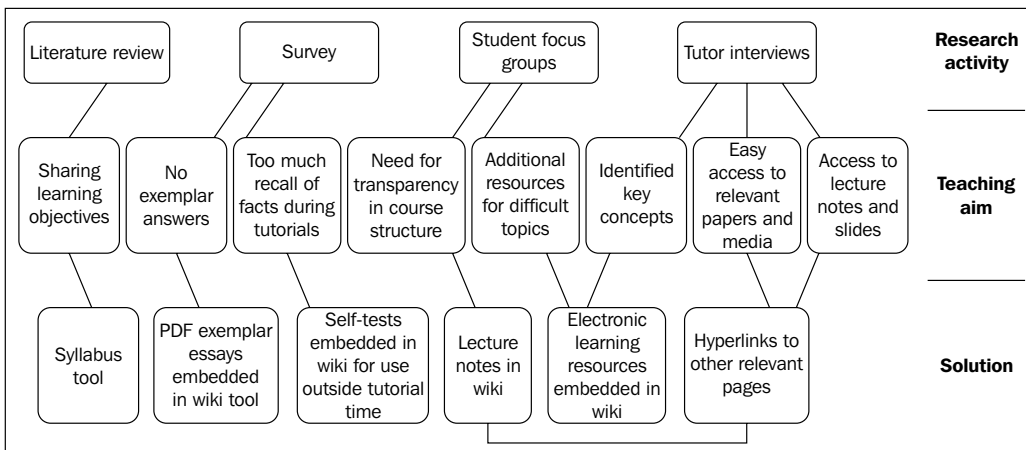 Literature review
Survey
Student focus
groups
Tutor interviews
Research
activity
Sharing
learning
objectives
No
exemplar
answers
Too much
recall of
facts during
tutorials
Need for
transparency
in course
structure
Additional
resources
for difficult
topics
Identified
key
concepts
Easy
access to
relevant
papers and
media
Access to
lecture
notes and
slides
Teaching
aim
Syllabus
tool
PDF exemplar
essays
embedded
in wiki tool
Self-tests
embedded in
wiki for use
outside tutorial
time
Lecture
notes in
wiki
Electronic
learning
resources
embedded in
wiki
Hyperlinks to
other relevant
pages
Solution